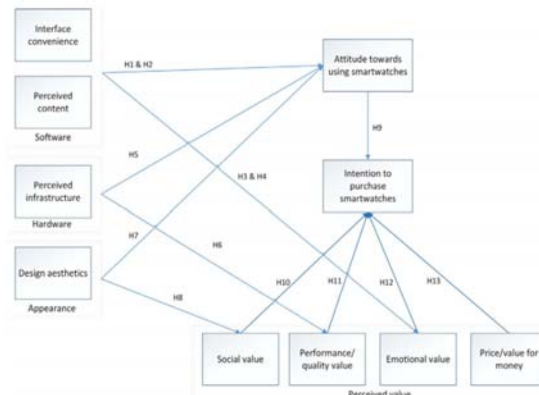 Interface
convenience
Perceived
content
Software
Perceived
infrastructure
Hardware
Design aesthetics
Appearance
H1 & H2
H5
H3 & H4
H7
H6
H8
Attitude towards
using smartwatches
H9
Intention to
purchase
smartwatches
H10
H11
H12
H13
Social value
Performance/
quality value
Emotional value
Price/value for
money
Perceived value